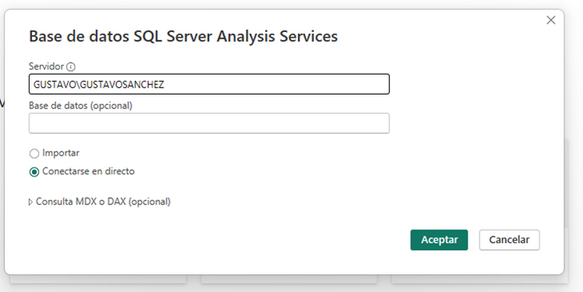 Base de datos SQL Server Analysis Services
Servidor
GUSTAVO\GUSTAVOSANCHEZ
Base de datos (opcional)
Importar
Conectarse en directo
Consulta MDX o DAX (opcional)
Aceptar Cancelar